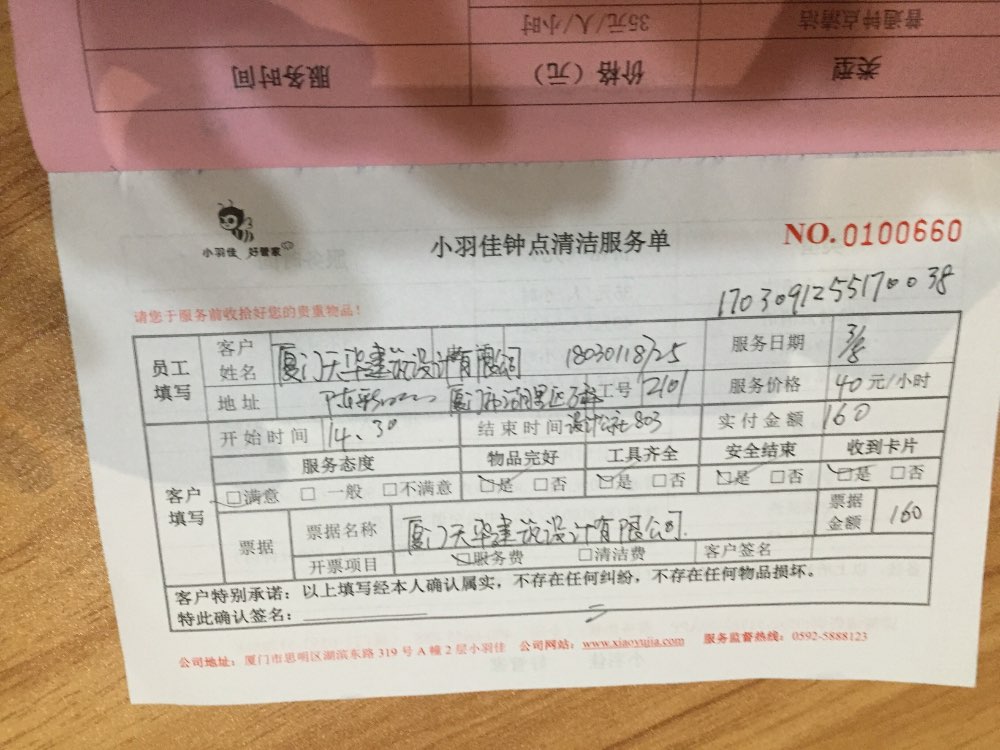 普通钟点清洁 35元/人/小时
类型 价格（元） 服务时间
小羽佳 好管家
小羽佳钟点清洁服务单
NO. 0100660
1703091255170038
请您于服务前收拾好您的贵重物品！
员工填写 客户姓名 厦门天华建筑设计有限公司 服务日期 3/8
地址 厦门市湖里区 工号 2101 服务价格 40元/小时
开始时间 14.30 结束时间 803 实付金额 160
服务态度 物品完好 工具齐全 安全结束 收到卡片
客户填写 □满意 □一般 □不满意 □是 □否 □是 □否 □是 □否 □是 □否
票据 票据名称 厦门天华建筑设计有限公司. 票据金额 160
开票项目 □服务费 □清洁费 客户签名
客户特别承诺：以上填写经本人确认属实，不存在任何纠纷，不存在任何物品损坏。
特此确认签名：
公司地址：厦门市思明区湖滨东路 319 号 A 幢 2 层小羽佳 公司网站：www.xiaoyujia.com 服务监督热线：0592-5888123